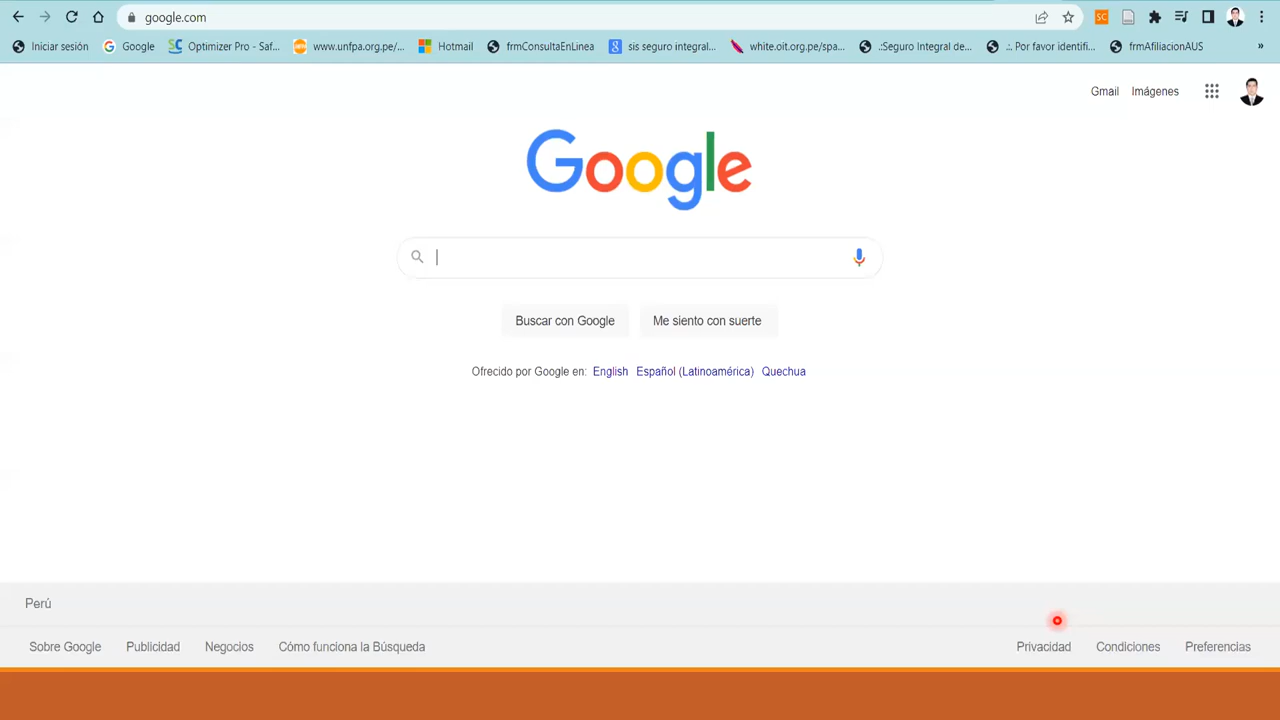 google.com
SC
Iniciar sesión Google SC Optimizer Pro - Saf... www.unfpa.org.pe/... Hotmail frmConsultaEnLinea g sis seguro integral... white.oit.org.pe/spa... .:Seguro Integral de... .:. Por favor identifi... frmAfiliacionAUS »
Gmail Imágenes
Google
Buscar con Google Me siento con suerte
Ofrecido por Google en: English Español (Latinoamérica) Quechua
Perú
Sobre Google Publicidad Negocios Cómo funciona la Búsqueda Privacidad Condiciones Preferencias